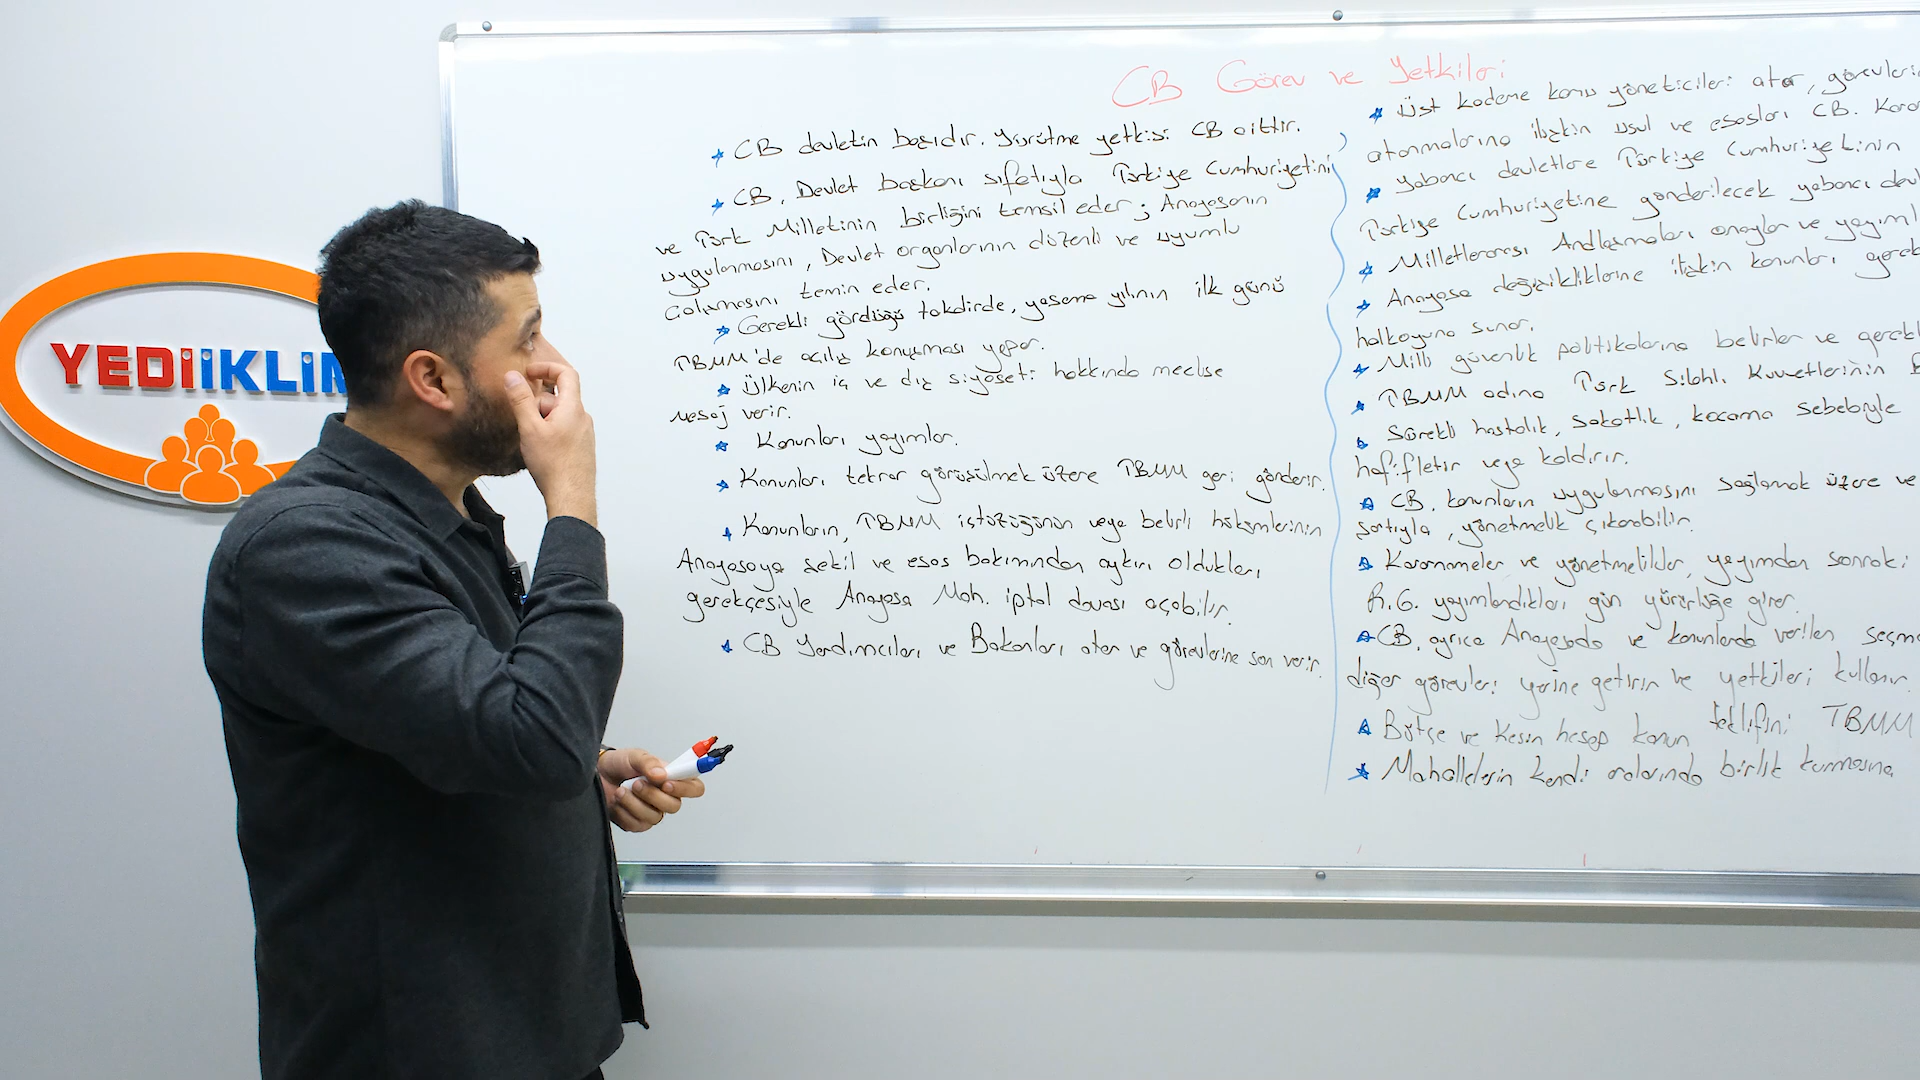 YEDİİKLİM
CB Görev ve Yetkileri
CB devletin başıdır. Yürütme yetkisi CB aittir.
CB, Devlet başkanı sıfatıyla Türkiye Cumhuriyetini
ve Türk Milletinin birliğini temsil eder; Anayasanın
uygulanmasını, Devlet organlarının düzenli ve uyumlu
çalışmasını temin eder.
Gerekli gördüğü takdirde, yasama yılının ilk günü
TBMM'de açılış konuşması yapar.
Ülkenin iç ve dış siyaseti hakkında meclise
mesaj verir.
Kanunları yayımlar.
Kanunları tekrar görüşülmek üzere TBMM geri gönderir.
Kanunların, TBMM içtüzüğünün veya belirli hükümlerinin
Anayasaya şekil ve esas bakımından aykırı oldukları
gerekçesiyle Anayasa Mah. iptal davası açabilir.
CB Yardımcıları ve Bakanları atar ve görevlerine son verir.
Üst kademe kamu yöneticileri atar, görevlerin
atanmalarına ilişkin usul ve esasları CB. Karar
Yabancı devletlere Türkiye Cumhuriyetinin
Türkiye Cumhuriyetine gönderilecek yabancı devl
Milletlerarası Andlaşmaları onaylar ve yayıml
Anayasa değişikliklerine ilişkin kanunları gerek
halkoyuna sunar.
Milli güvenlik politikalarına belirler ve gerekl
TBMM adına Türk Silahlı Kuvvetlerinin
Sürekli hastalık, sakatlık, kocama sebebiyle
hafifletir veya kaldırır.
CB, kanunların uygulanmasını sağlamak üzere ve
şartıyla, yönetmelik çıkarabilir.
Kararnameler ve yönetmelikler, yayımdan sonraki
R.G. yayımlandıkları gün yürürlüğe girer.
CB, ayrıca Anayasada ve kanunlarda verilen seçme
diğer görevleri yerine getirir ve yetkileri kullanır.
Bütçe ve Kesin hesap kanun teklifini TBMM
Mahallelerin kendi aralarında birlik kurmasına